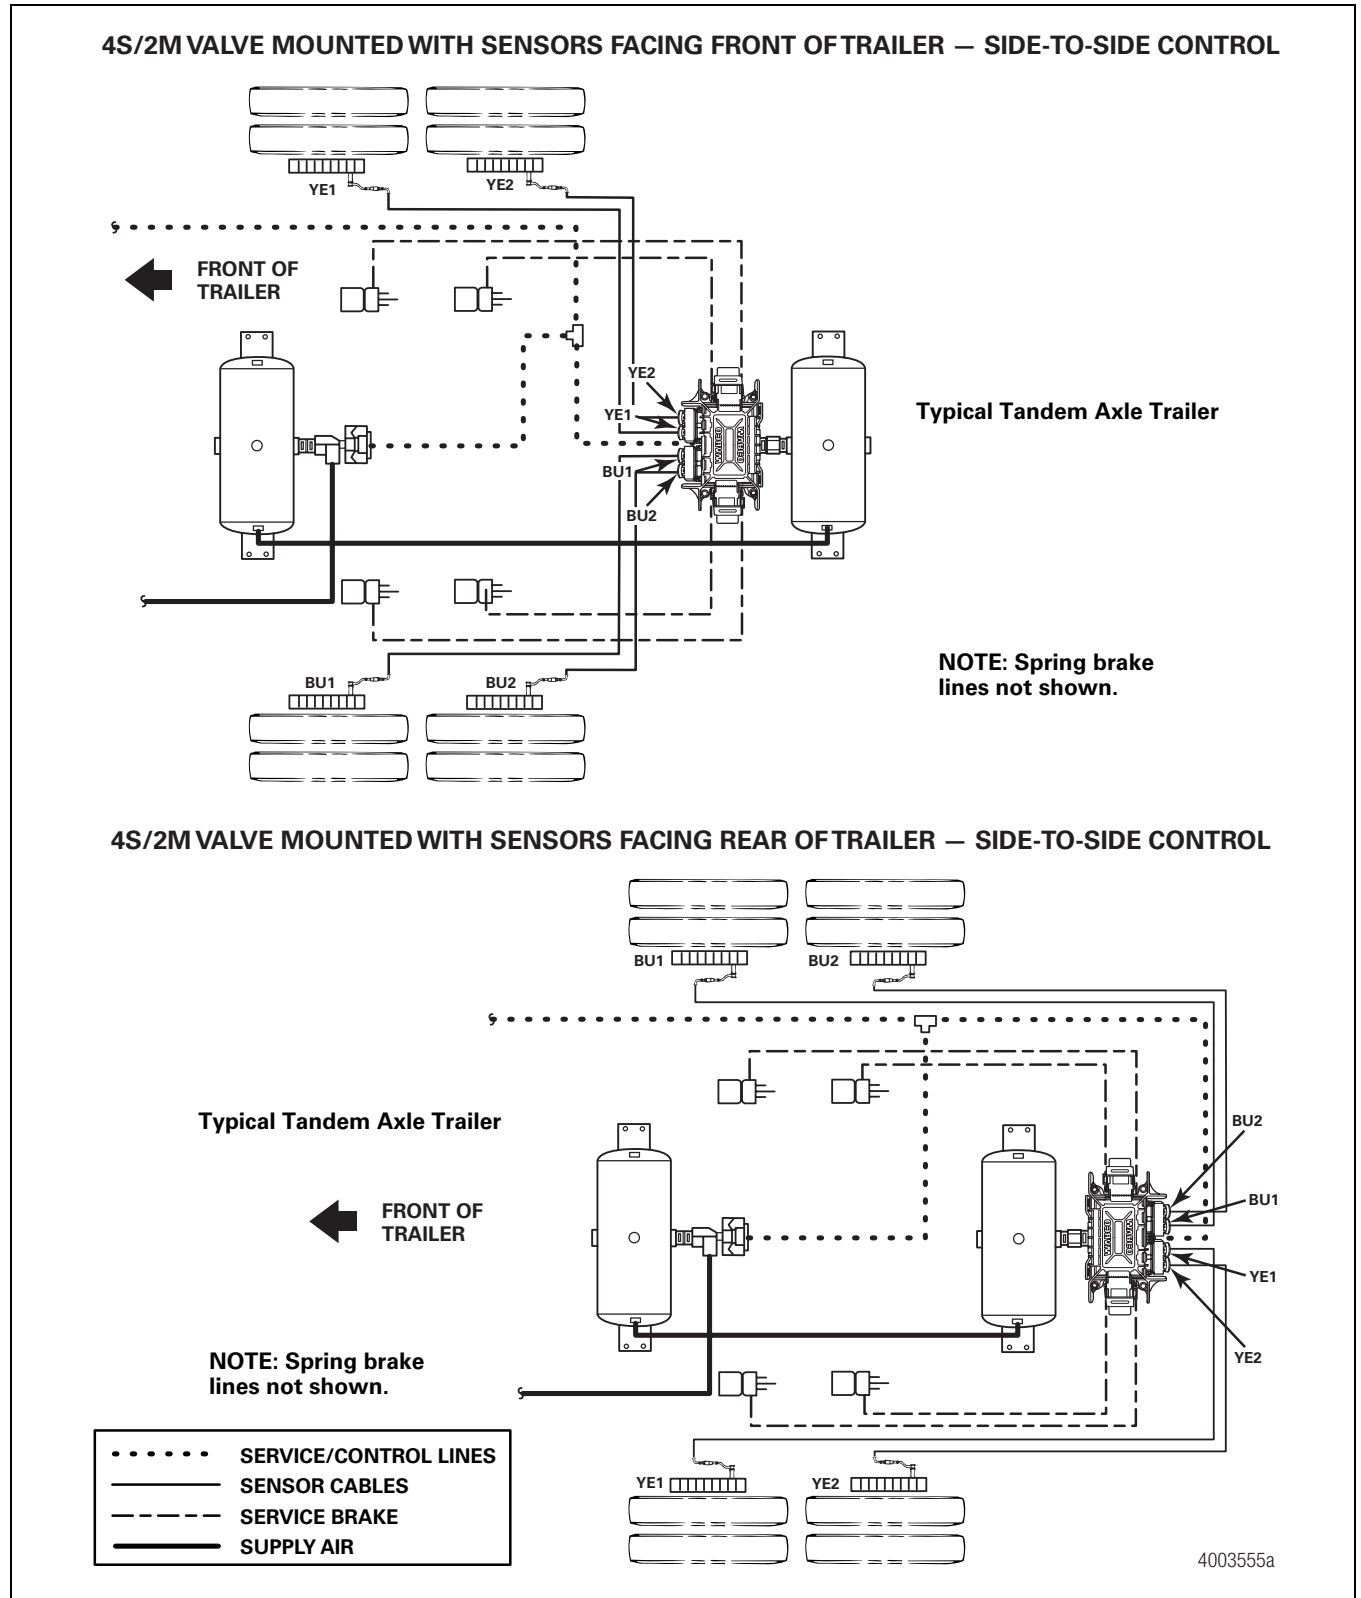 4S/2M VALVE MOUNTED WITH SENSORS FACING FRONT OF TRAILER — SIDE-TO-SIDE CONTROL
YE1
YE2
FRONT OF
TRAILER
YE2
YE1
WABCO
WABCO
BU1
BU2
Typical Tandem Axle Trailer
NOTE: Spring brake
lines not shown.
BU1
BU2
4S/2M VALVE MOUNTED WITH SENSORS FACING REAR OF TRAILER — SIDE-TO-SIDE CONTROL
BU1
BU2
Typical Tandem Axle Trailer
BU2
BU1
WABCO
WABCO
FRONT OF
TRAILER
YE1
YE2
NOTE: Spring brake
lines not shown.
SERVICE/CONTROL LINES
SENSOR CABLES
SERVICE BRAKE
SUPPLY AIR
YE1
YE2
4003555a